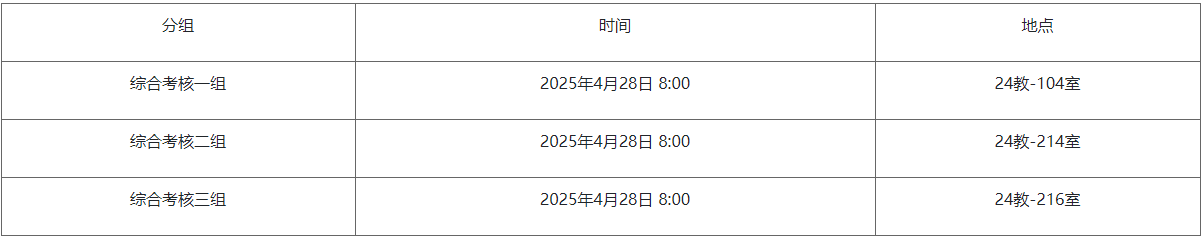 分组 时间 地点
综合考核一组 2025年4月28日 8:00 24教-104室
综合考核二组 2025年4月28日 8:00 24教-214室
综合考核三组 2025年4月28日 8:00 24教-216室